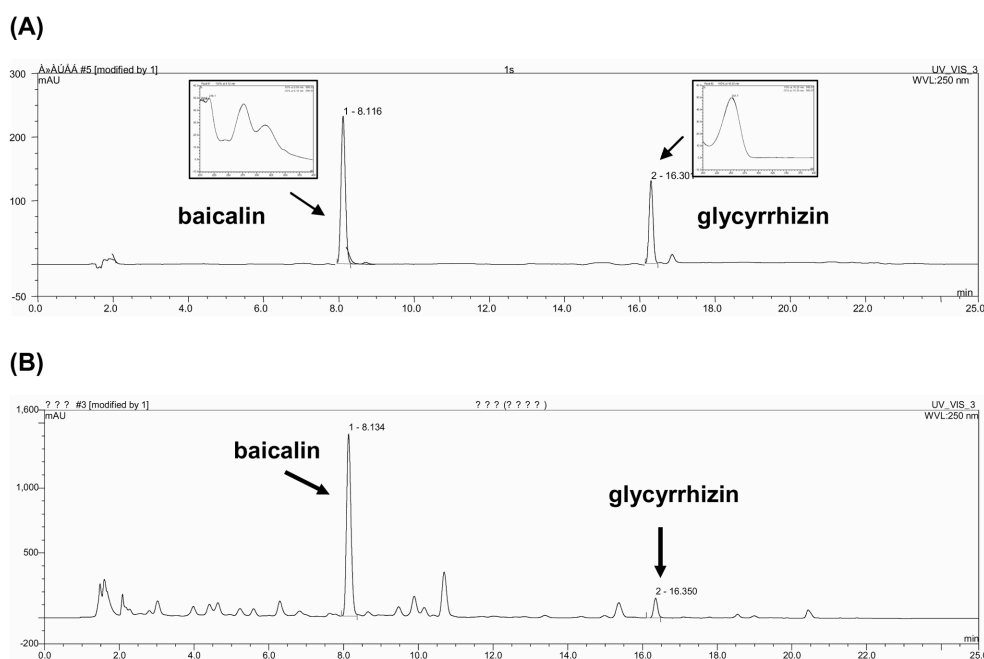 (A)
À»ÀÚÁÁ #5 [modified by 1] 1s UV_VIS_3
mAU WVL:250 nm
300
200
100
-50
1 - 8.116
2 - 16.301
baicalin
glycyrrhizin
min
0.0 2.0 4.0 6.0 8.0 10.0 12.0 14.0 16.0 18.0 20.0 22.0 25.0
(B)
? ? ? #3 [modified by 1] ? ? ? (? ? ? ? ) UV_VIS_3
mAU WVL:250 nm
1,600
1,000
500
-200
1 - 8.134
baicalin
glycyrrhizin
2 - 16.350
min
0.0 2.0 4.0 6.0 8.0 10.0 12.0 14.0 16.0 18.0 20.0 22.0 25.0